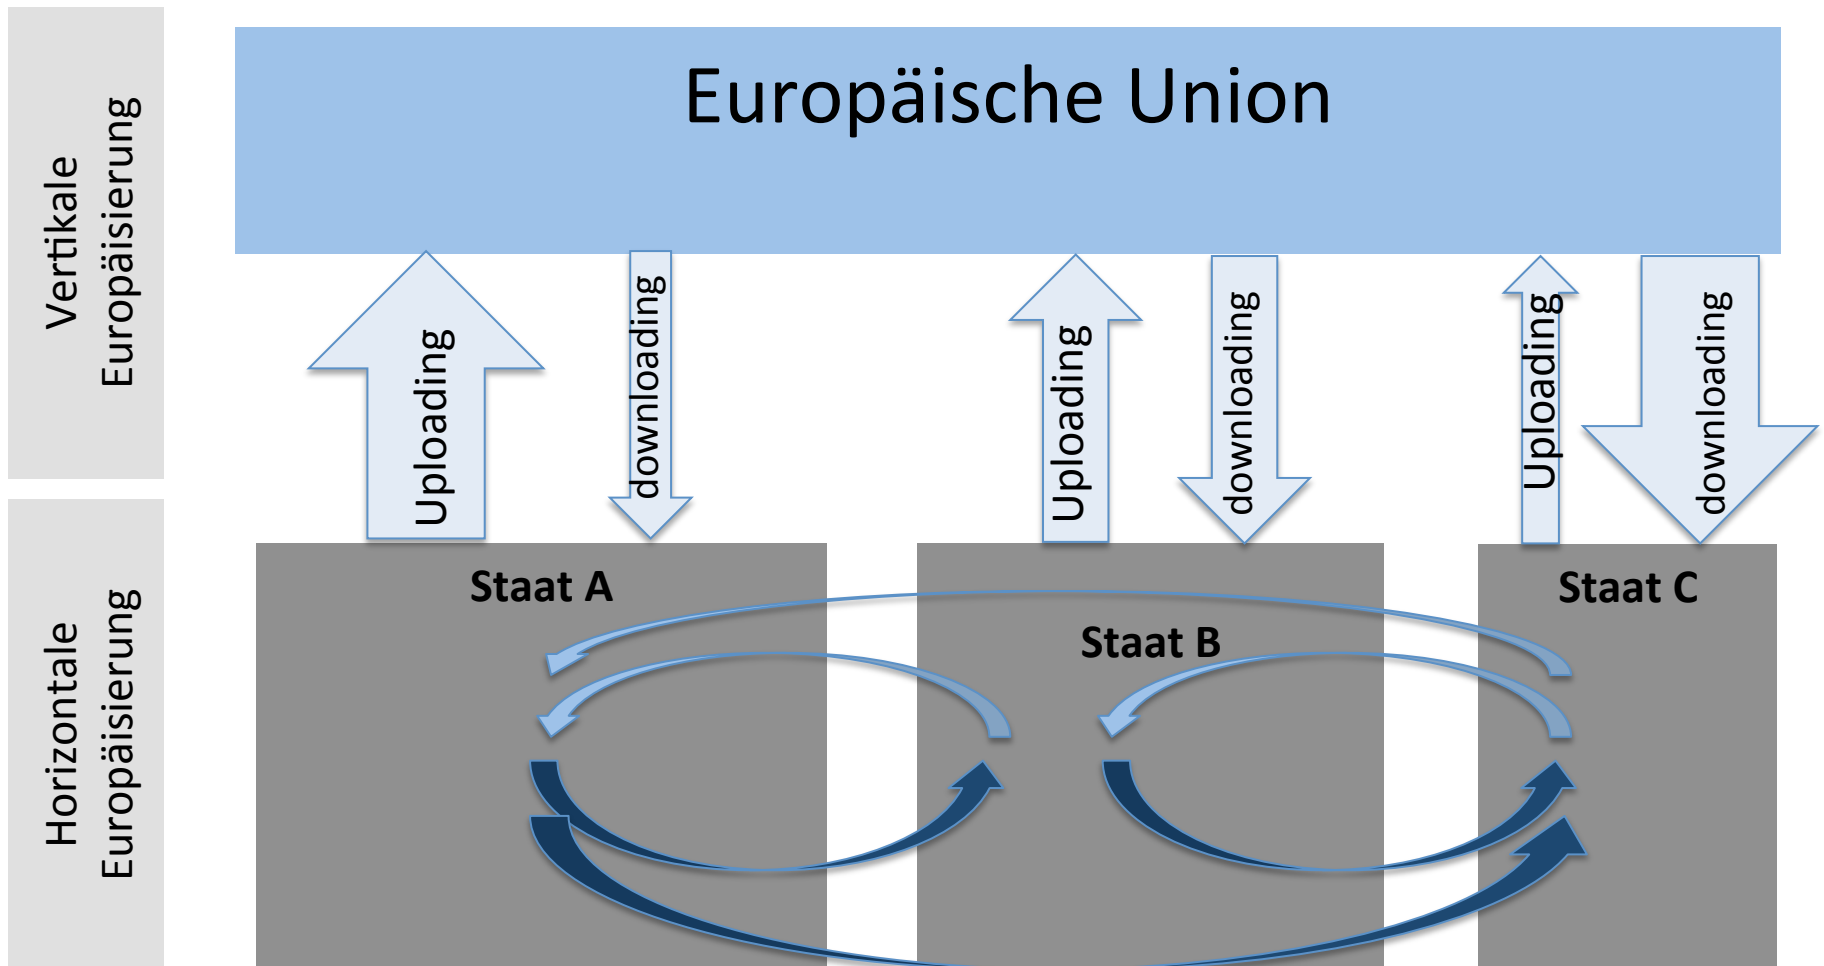 Vertikale
Europäisierung
Europäische Union
Uploading
downloading
Uploading
downloading
Uploading
downloading
Horizontale
Europäisierung
Staat A
Staat B
Staat C